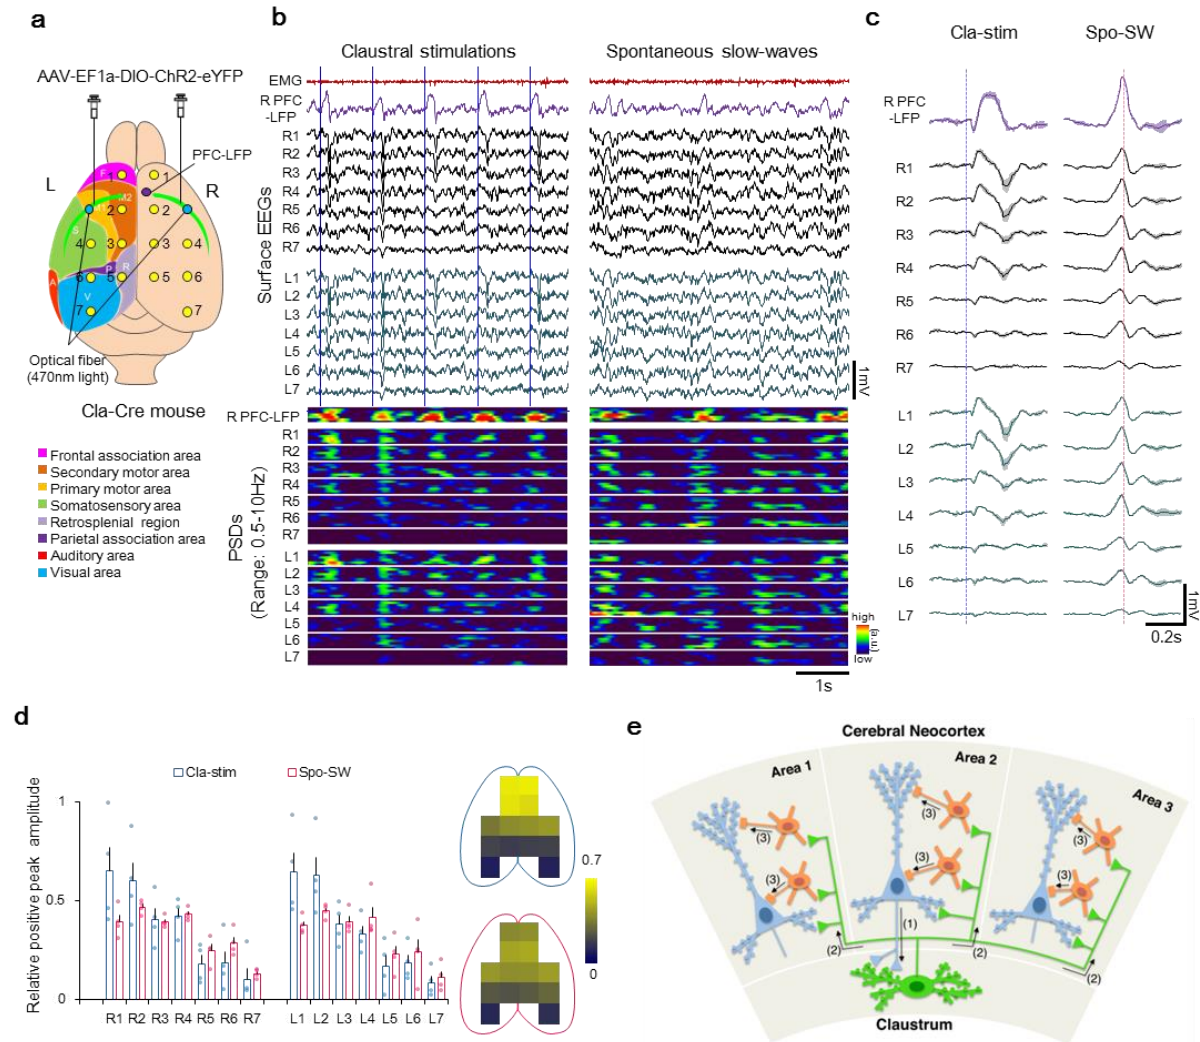 a
AAV-EF1a-DIO-ChR2-eYFP
PFC-LFP
L
R
F
1
1
M2
2
2
S
4
3
3
4
P
R
6
5
5
6
A
V
7
7
Optical fiber
(470nm light)
Cla-Cre mouse
Frontal association area
Secondary motor area
Primary motor area
Somatosensory area
Retrosplenial region
Parietal association area
Auditory area
Visual area
b
Claustral stimulations
Spontaneous slow-waves
EMG
R PFC
-LFP
Surface EEGs
R1
R2
R3
R4
R5
R6
R7
L1
L2
L3
L4
L5
L6
L7
1mV
R PFC-LFP
PSDs
(Range: 0.5-10Hz)
R1
R2
R3
R4
R5
R6
R7
L1
L2
L3
L4
L5
L6
L7
high
(a.u.)
low
1s
c
Cla-stim
Spo-SW
R PFC
-LFP
R1
R2
R3
R4
R5
R6
R7
L1
L2
L3
L4
L5
L6
L7
1mV
0.2s
d
Relative positive peak amplitude
Cla-stim
Spo-SW
1
0.5
0
R1 R2 R3 R4 R5 R6 R7 L1 L2 L3 L4 L5 L6 L7
0.7
0
e
Cerebral Neocortex
Area 1
Area 2
Area 3
(3)
(3)
(3)
(3)
(3)
(3)
(1)
(2)
(2)
(2)
Claustrum